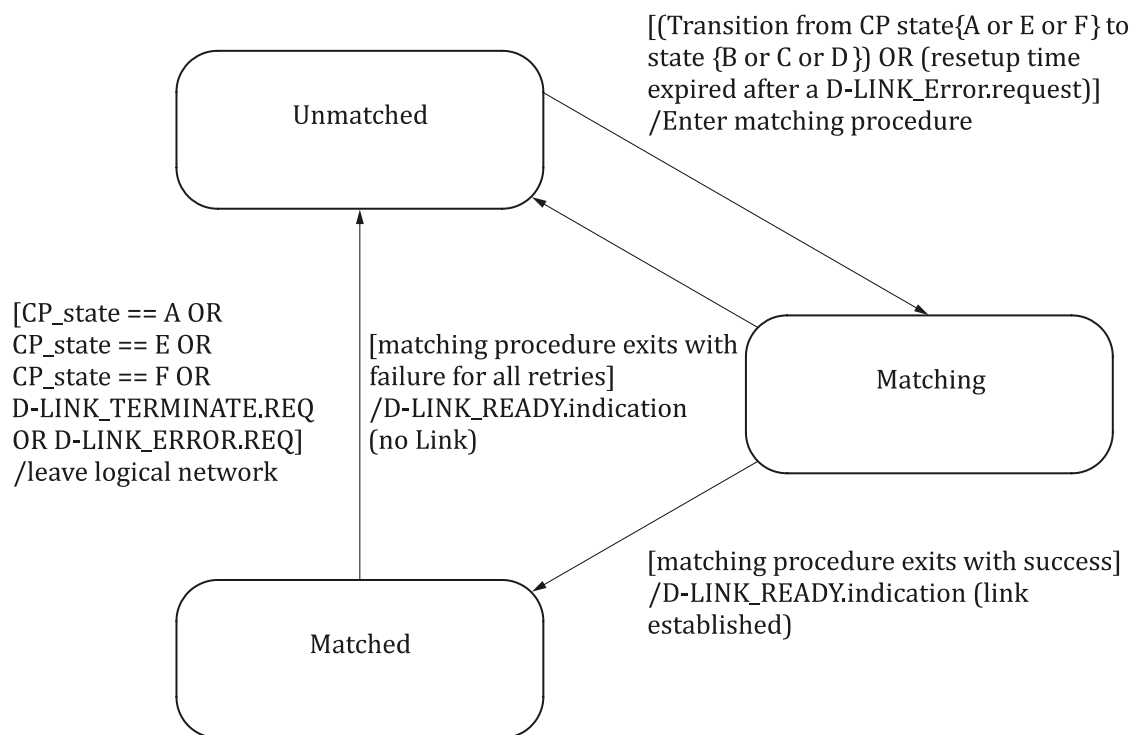 [(Transition from CP state{A or E or F} to
state {B or C or D}) OR (resetup time
expired after a D-LINK_Error.request)]
/Enter matching procedure
Unmatched
[CP_state == A OR
CP_state == E OR
CP_state == F OR
D-LINK_TERMINATE.REQ
OR D-LINK_ERROR.REQ]
/leave logical network
[matching procedure exits with
failure for all retries]
/D-LINK_READY.indication
(no Link)
Matching
[matching procedure exits with success]
/D-LINK_READY.indication (link
established)
Matched